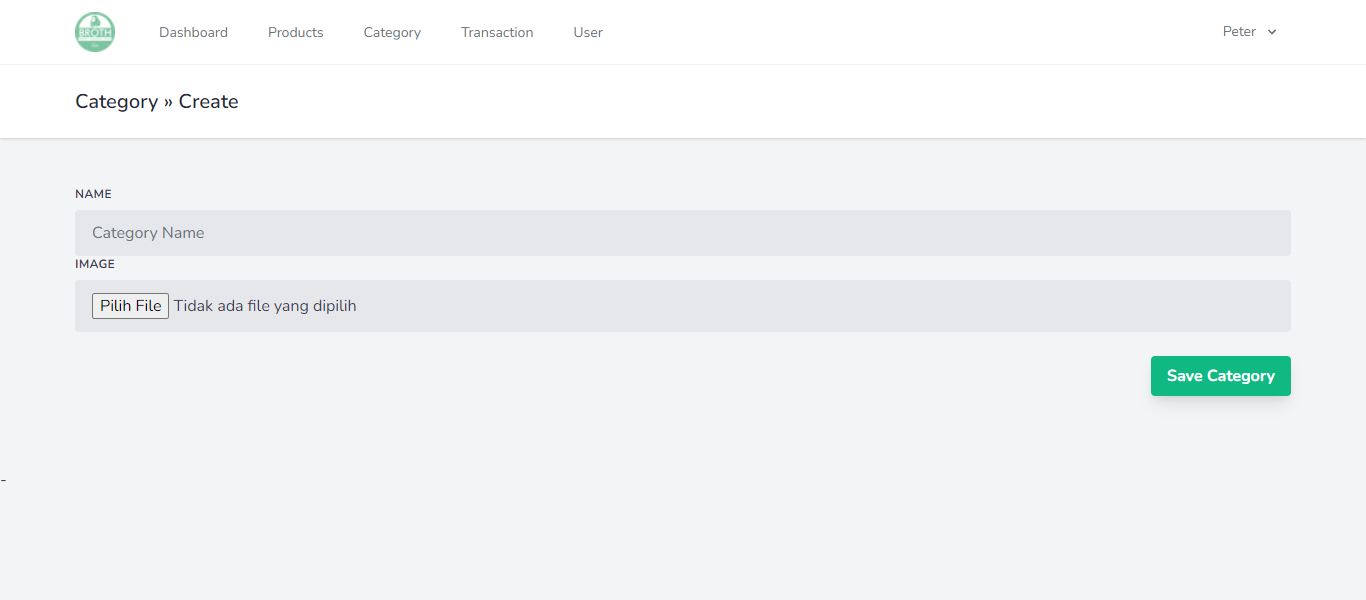 BROTH
Dashboard Products Category Transaction User Peter
Category » Create
NAME
Category Name
IMAGE
Pilih File Tidak ada file yang dipilih
Save Category
-